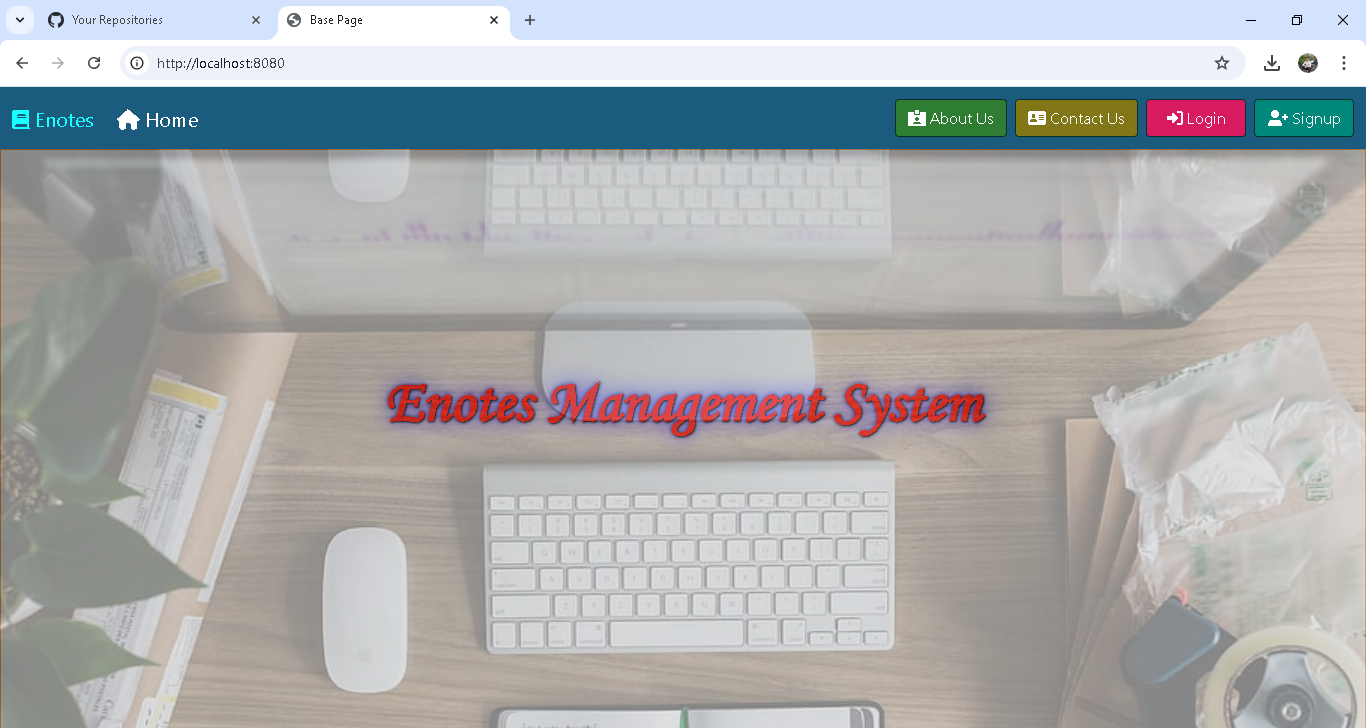 Your Repositories
Base Page
http://localhost:8080
Enotes
Home
About Us
Contact Us
Login
Signup
Enotes Management System